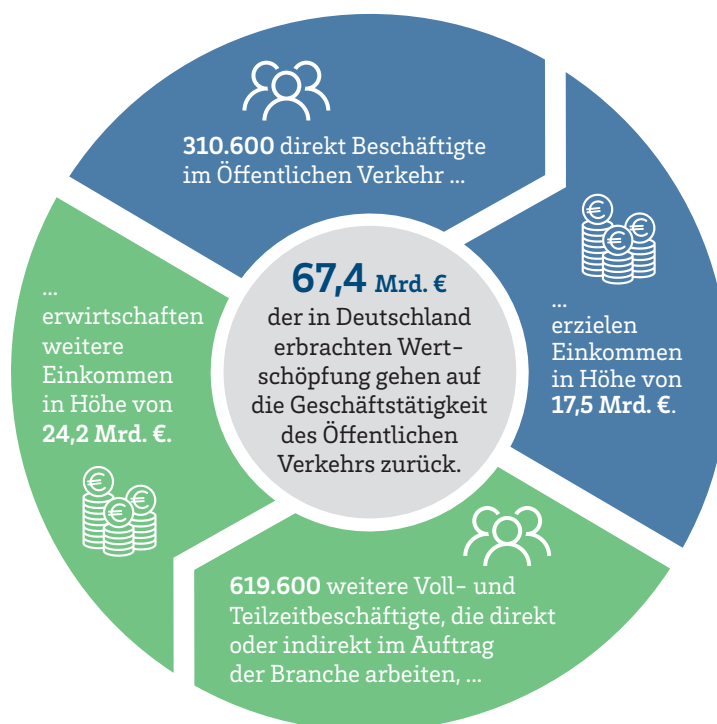 310.600 direkt Beschäftigte
im Öffentlichen Verkehr ...
...
erzielen
Einkommen
in Höhe von
17,5 Mrd. €.
67,4 Mrd. €
der in Deutschland
erbrachten Wert-
schöpfung gehen auf
die Geschäftstätigkeit
des Öffentlichen
Verkehrs zurück.
619.600 weitere Voll- und
Teilzeitbeschäftigte, die direkt
oder indirekt im Auftrag
der Branche arbeiten, ...
...
erwirtschaften
weitere
Einkommen
in Höhe von
24,2 Mrd. €.